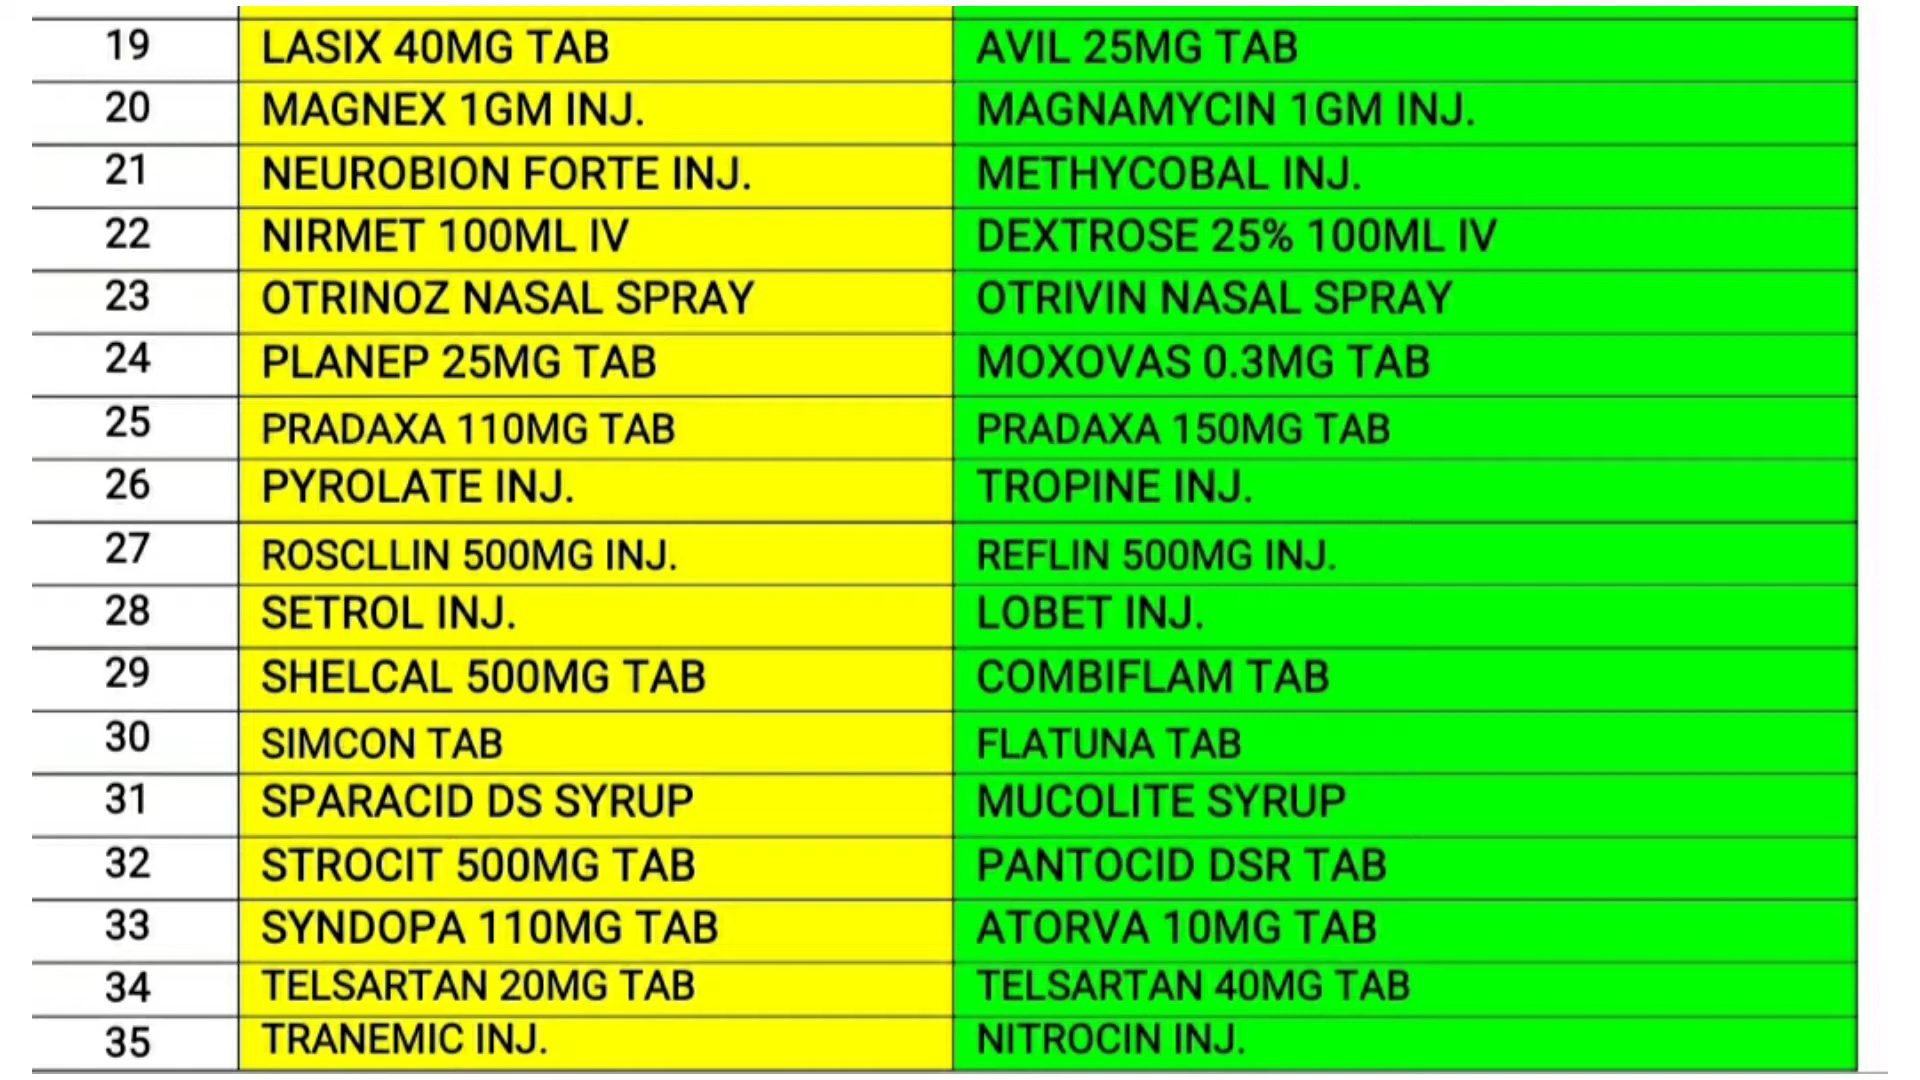 19 LASIX 40MG TAB AVIL 25MG TAB
20 MAGNEX 1GM INJ. MAGNAMYCIN 1GM INJ.
21 NEUROBION FORTE INJ. METHYCOBAL INJ.
22 NIRMET 100ML IV DEXTROSE 25% 100ML IV
23 OTRINOZ NASAL SPRAY OTRIVIN NASAL SPRAY
24 PLANEP 25MG TAB MOXOVAS 0.3MG TAB
25 PRADAXA 110MG TAB PRADAXA 150MG TAB
26 PYROLATE INJ. TROPINE INJ.
27 ROSCLLIN 500MG INJ. REFLIN 500MG INJ.
28 SETROL INJ. LOBET INJ.
29 SHELCAL 500MG TAB COMBIFLAM TAB
30 SIMCON TAB FLATUNA TAB
31 SPARACID DS SYRUP MUCOLITE SYRUP
32 STROCIT 500MG TAB PANTOCID DSR TAB
33 SYNDOPA 110MG TAB ATORVA 10MG TAB
34 TELSARTAN 20MG TAB TELSARTAN 40MG TAB
35 TRANEMIC INJ. NITROCIN INJ.